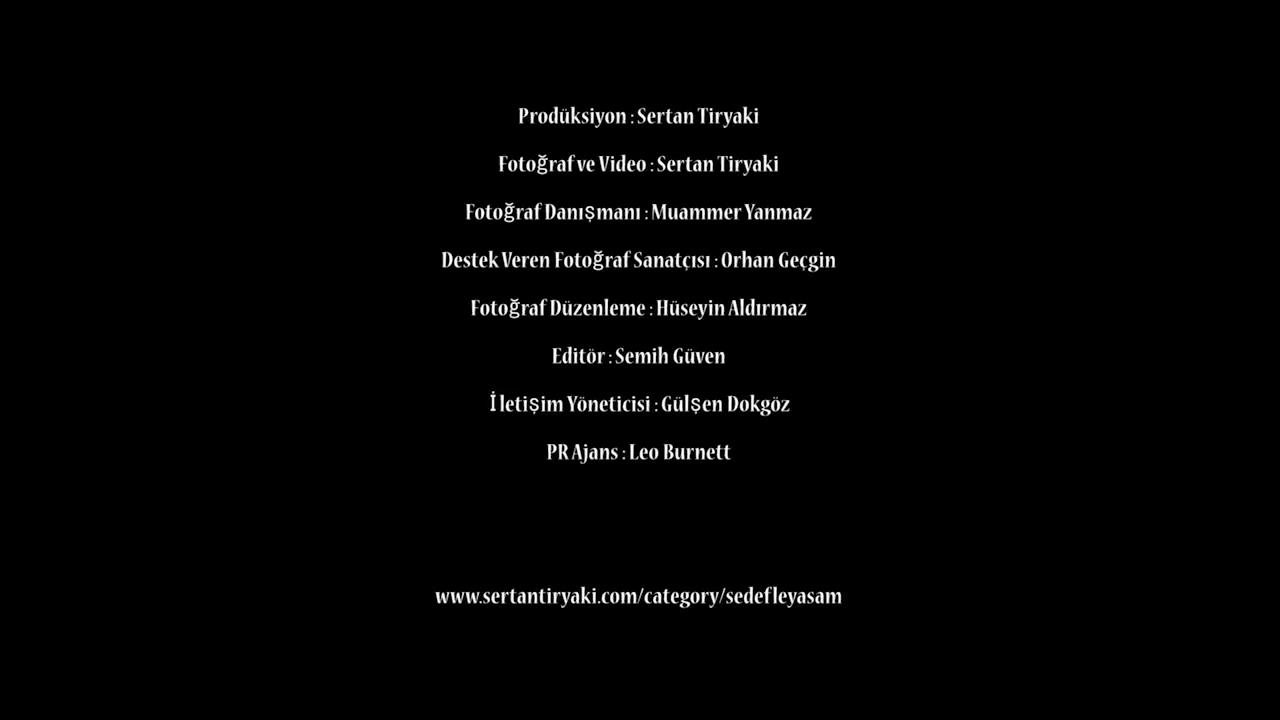 Prodüksiyon : Sertan Tiryaki
Fotoğraf ve Video : Sertan Tiryaki
Fotoğraf Danışmanı : Muammer Yanmaz
Destek Veren Fotoğraf Sanatçısı : Orhan Geçgin
Fotoğraf Düzenleme : Hüseyin Aldırmaz
Editör : Semih Güven
İletişim Yöneticisi : Gülşen Dokgöz
PR Ajans : Leo Burnett
www.sertantiryaki.com/category/sedefleyasam